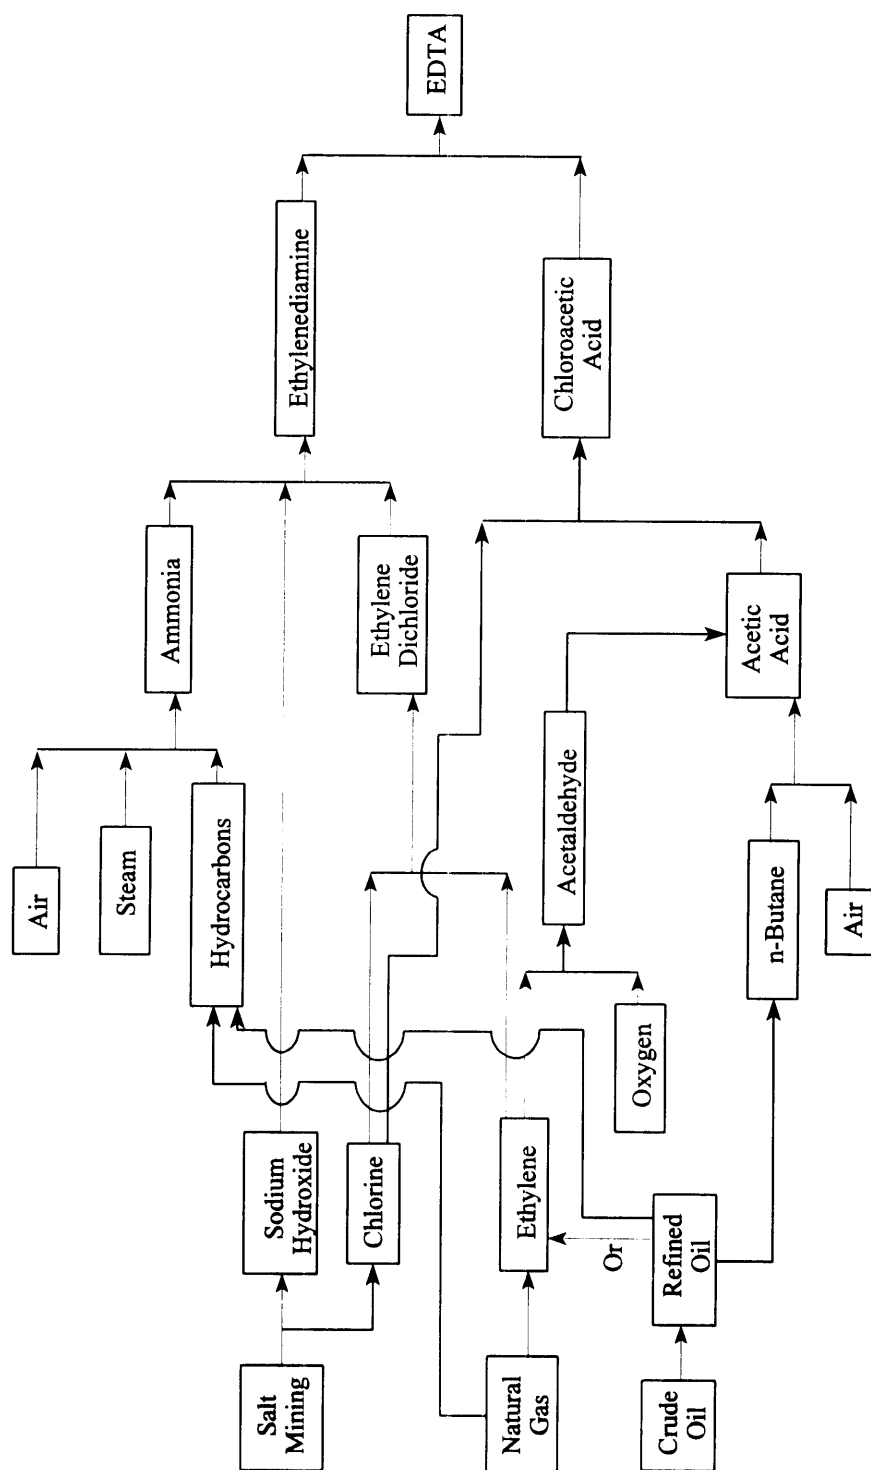 Air
Steam
Hydrocarbons
Ammonia
Salt
Mining
Sodium
Hydroxide
Chlorine
Ethylene
Dichloride
Ethylenediamine
EDTA
Natural
Gas
Ethylene
Or
Oxygen
Acetaldehyde
Chloroacetic
Acid
Crude
Oil
Refined
Oil
n-Butane
Air
Acetic
Acid